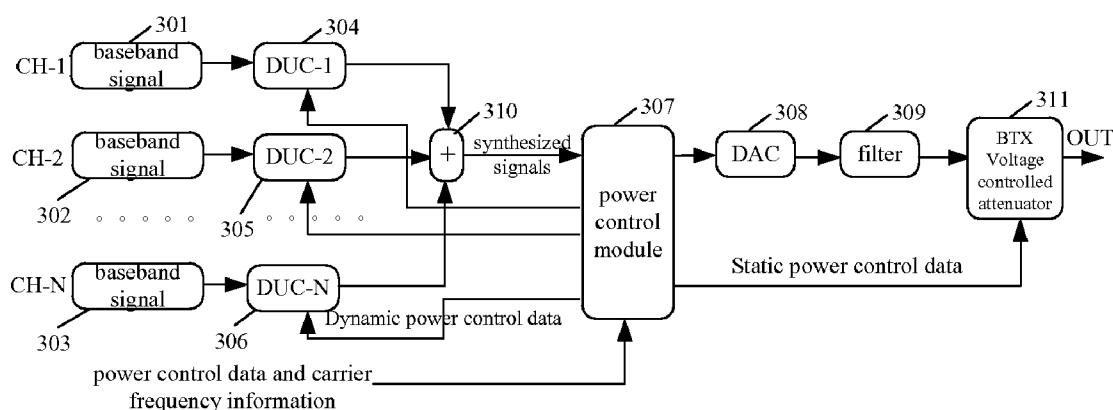 301
304
CH-1
baseband
signal
DUC-1
310
307
308
309
311
CH-2
baseband
signal
DUC-2
+
synthesized
signals
DAC
filter
BTX
Voltage
controlled
attenuator
OUT
302
305
power
control
module
CH-N
baseband
signal
DUC-N
Static power control data
303
306
Dynamic power control data
power control data and carrier
frequency information